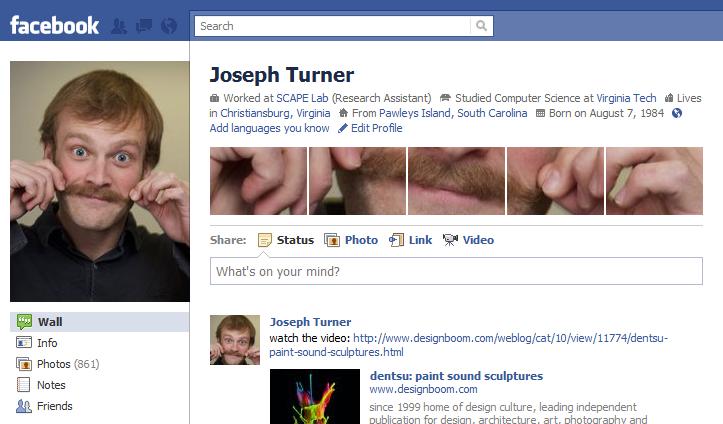 facebook
Search
Joseph Turner
Worked at SCAPE Lab (Research Assistant) Studied Computer Science at Virginia Tech Lives
in Christiansburg, Virginia From Pawleys Island, South Carolina Born on August 7, 1984
Add languages you know Edit Profile
Share: Status Photo Link Video
What's on your mind?
Wall
Info
Photos (861)
Notes
Friends
Joseph Turner
watch the video: http://www.designboom.com/weblog/cat/10/view/11774/dentsu-
paint-sound-sculptures.html
dentsu: paint sound sculptures
www.designboom.com
since 1999 home of design culture, leading independent
publication for design, architecture, art, photography and